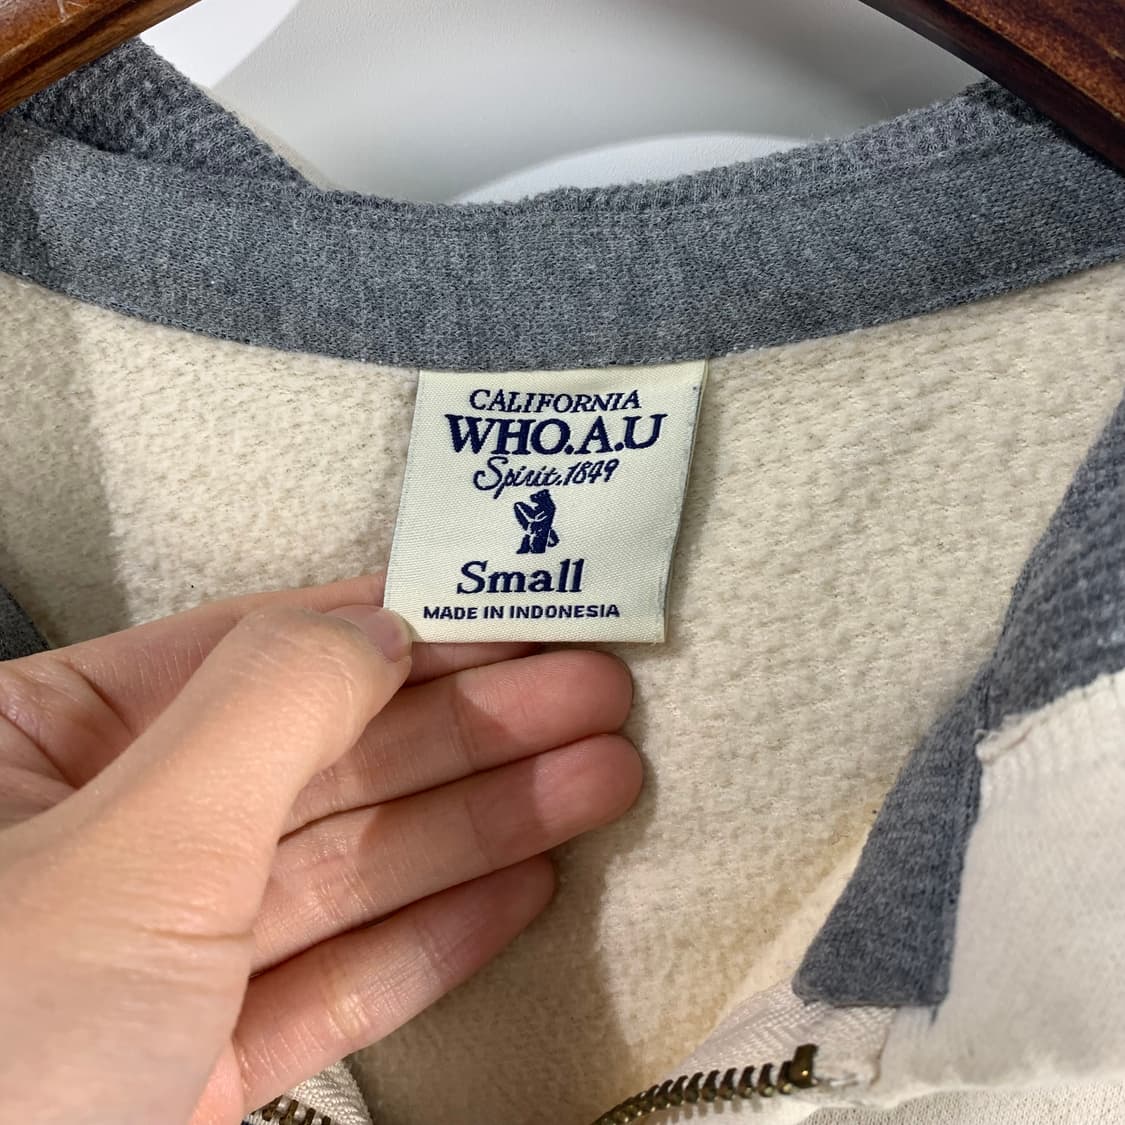 CALIFORNIA
WHO.A.U
Spirit.1849
Small
MADE IN INDONESIA